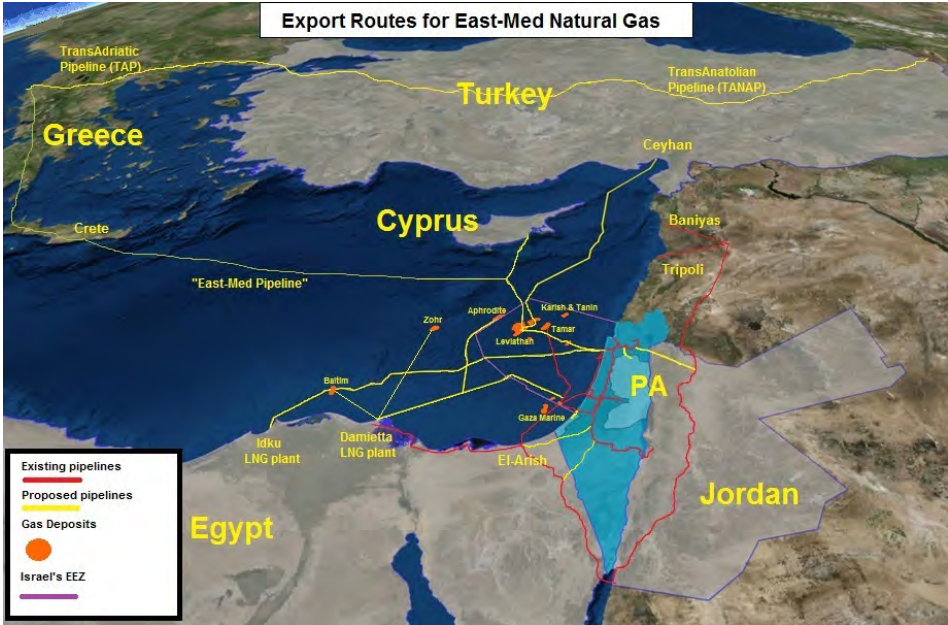 Export Routes for East-Med Natural Gas
TransAdriatic
Pipeline (TAP)
TransAnatolian
Pipeline (TANAP)
Turkey
Greece
Ceyhan
Cyprus
Baniyas
Crete
Tripoli
"East-Med Pipeline"
Aphrodite
Karish & Tanin
Zohr
Tamar
Leviathan
Baltim
PA
Gaza Marine
Idku
LNG plant
Damietta
LNG plant
El-Arish
Jordan
Egypt
Existing pipelines
Proposed pipelines
Gas Deposits
Israel's EEZ